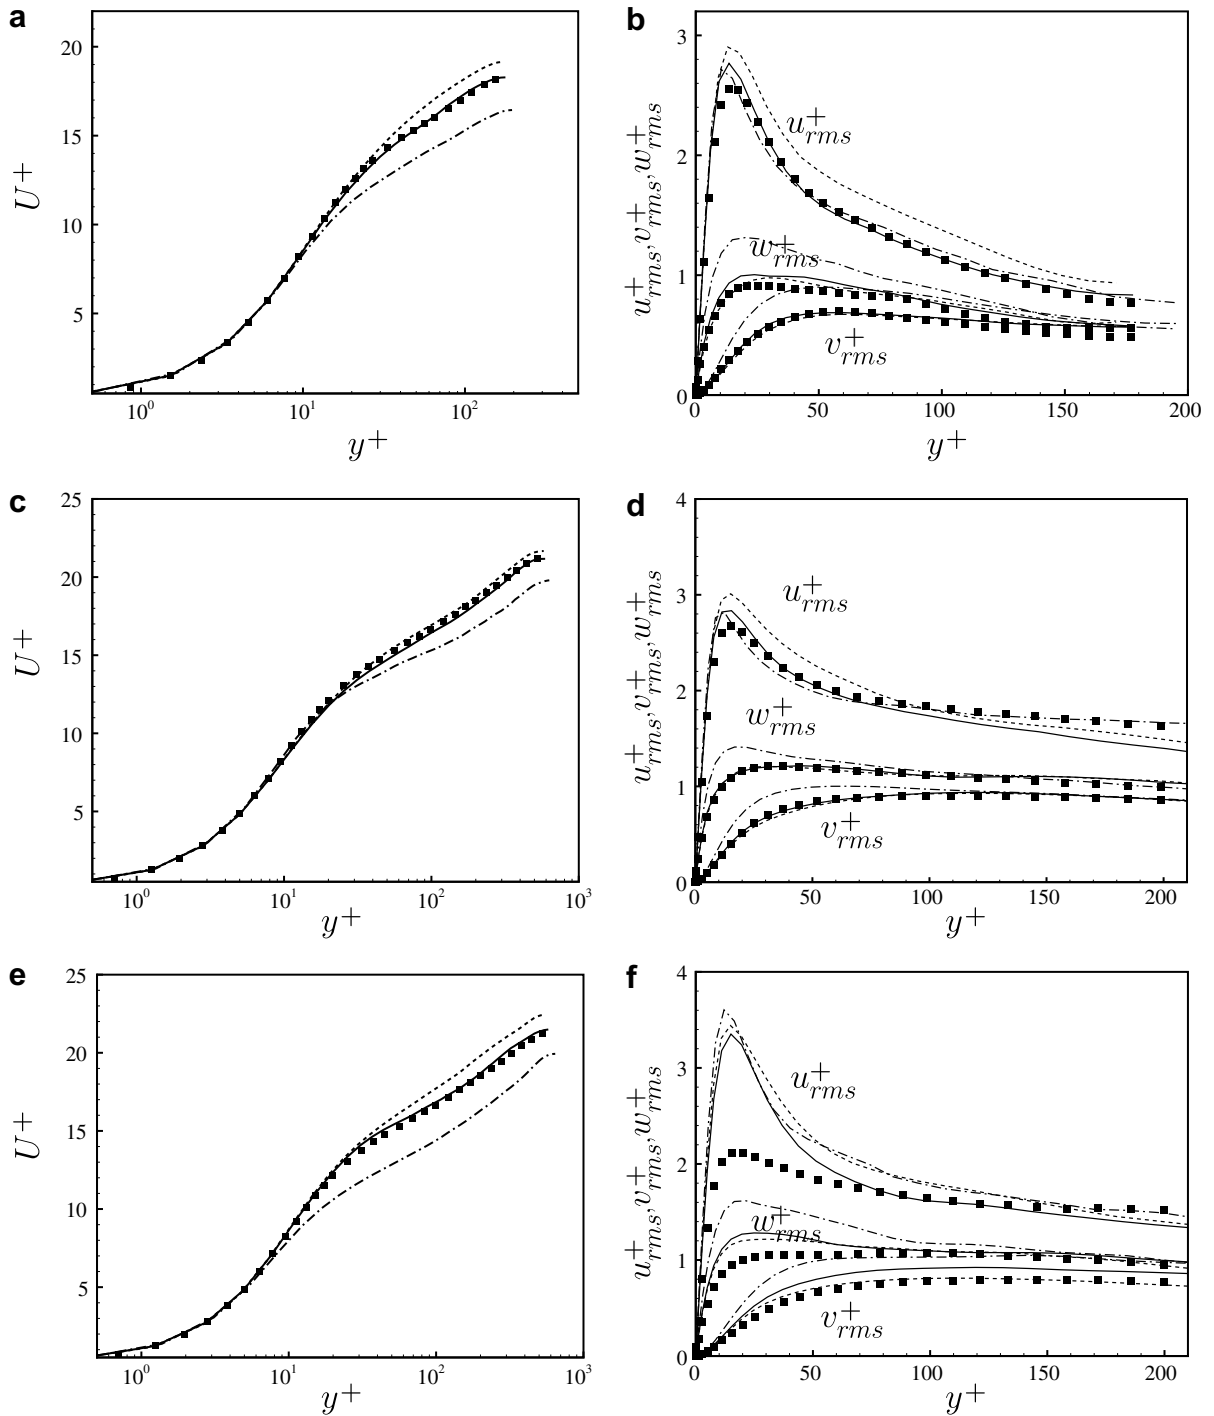 a
U+
20
15
10
5
10^0 10^1 10^2
y+
b
u+rms, v+rms, w+rms
3
2
1
0
u+rms
w+rms
v+rms
0 50 100 150 200
y+
c
U+
25
20
15
10
5
10^0 10^1 10^2 10^3
y+
d
u+rms, v+rms, w+rms
4
3
2
1
0
u+rms
w+rms
v+rms
0 50 100 150 200
y+
e
U+
25
20
15
10
5
10^0 10^1 10^2 10^3
y+
f
u+rms, v+rms, w+rms
4
3
2
1
0
u+rms
w+rms
v+rms
0 50 100 150 200
y+